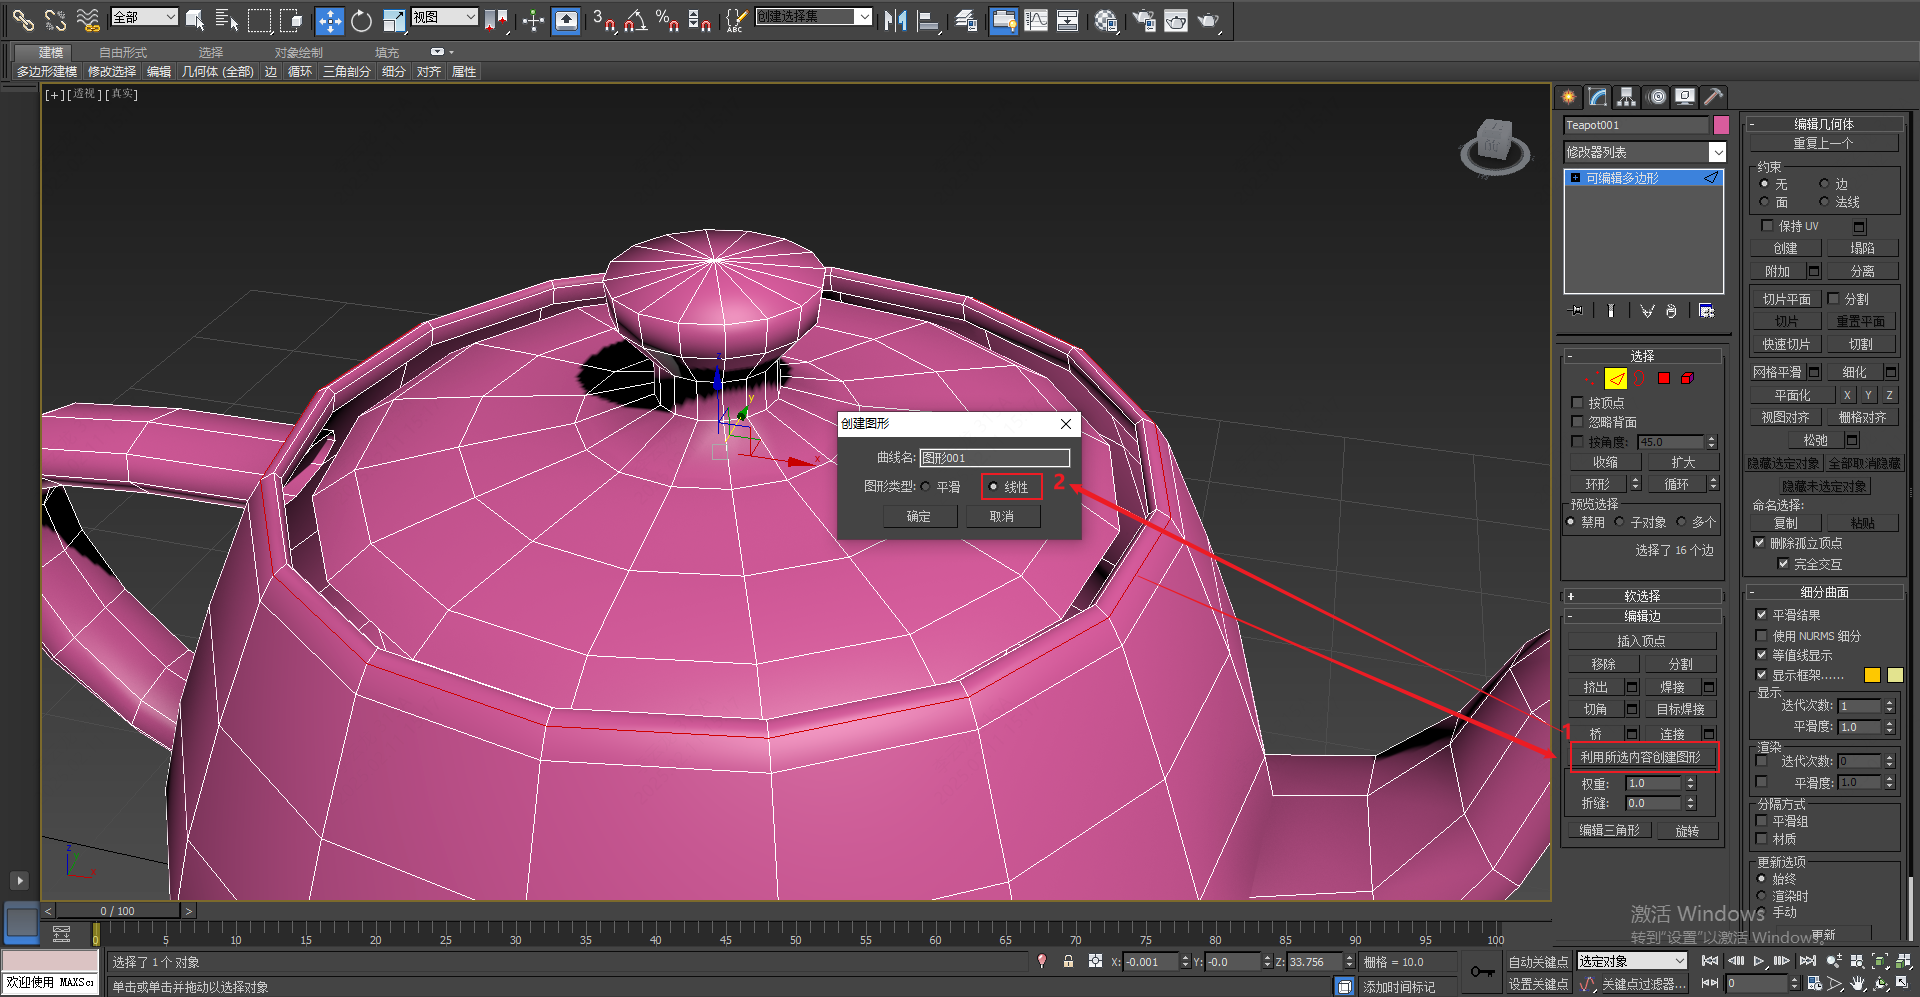 全部
视图
3
%
ABC
创建选择集
建模 自由形式 选择 对象绘制 填充
多边形建模 修改选择 编辑 几何体 (全部) 边 循环 三角剖分 细分 对齐 属性
[+][透视][真实]
z
y
x
创建图形
曲线名: 图形001
图形类型: 平滑 线性
2
确定 取消
Teapot001
修改器列表
可编辑多边形
- 选择
按顶点
忽略背面
按角度: 45.0
收缩 扩大
环形 循环
预览选择
禁用 子对象 多个
选择了 16 个边
+ 软选择
- 编辑边
插入顶点
移除 分割
挤出 焊接
切角 目标焊接
1
桥 连接
利用所选内容创建图形
权重: 1.0
折缝: 0.0
编辑三角形 旋转
- 编辑几何体
重复上一个
约束
无 边
面 法线
保持 UV
创建 塌陷
附加 分离
切片平面 分割
切片 重置平面
快速切片 切割
网格平滑 细化
平面化 X Y Z
视图对齐 栅格对齐
松弛
隐藏选定对象 全部取消隐藏
隐藏未选定对象
命名选择:
复制 粘贴
删除孤立顶点
完全交互
- 细分曲面
平滑结果
使用 NURMS 细分
等值线显示
显示框架......
显示
迭代次数: 1
平滑度: 1.0
渲染
迭代次数: 0
平滑度: 1.0
分隔方式
平滑组
材质
更新选项
始终
渲染时
手动
更新
激活 Windows
转到“设置”以激活 Windows。
z
y
x
< 0 / 100 >
0 5 10 15 20 25 30 35 40 45 50 55 60 65 70 75 80 85 90 95 100
选择了 1 个 对象
X: -0.001 Y: -0.0 Z: 33.756 栅格 = 10.0
自动关键点 选定对象
欢迎使用 MAXScr
单击或单击并拖动以选择对象
添加时间标记
设置关键点 关键点过滤器... 0